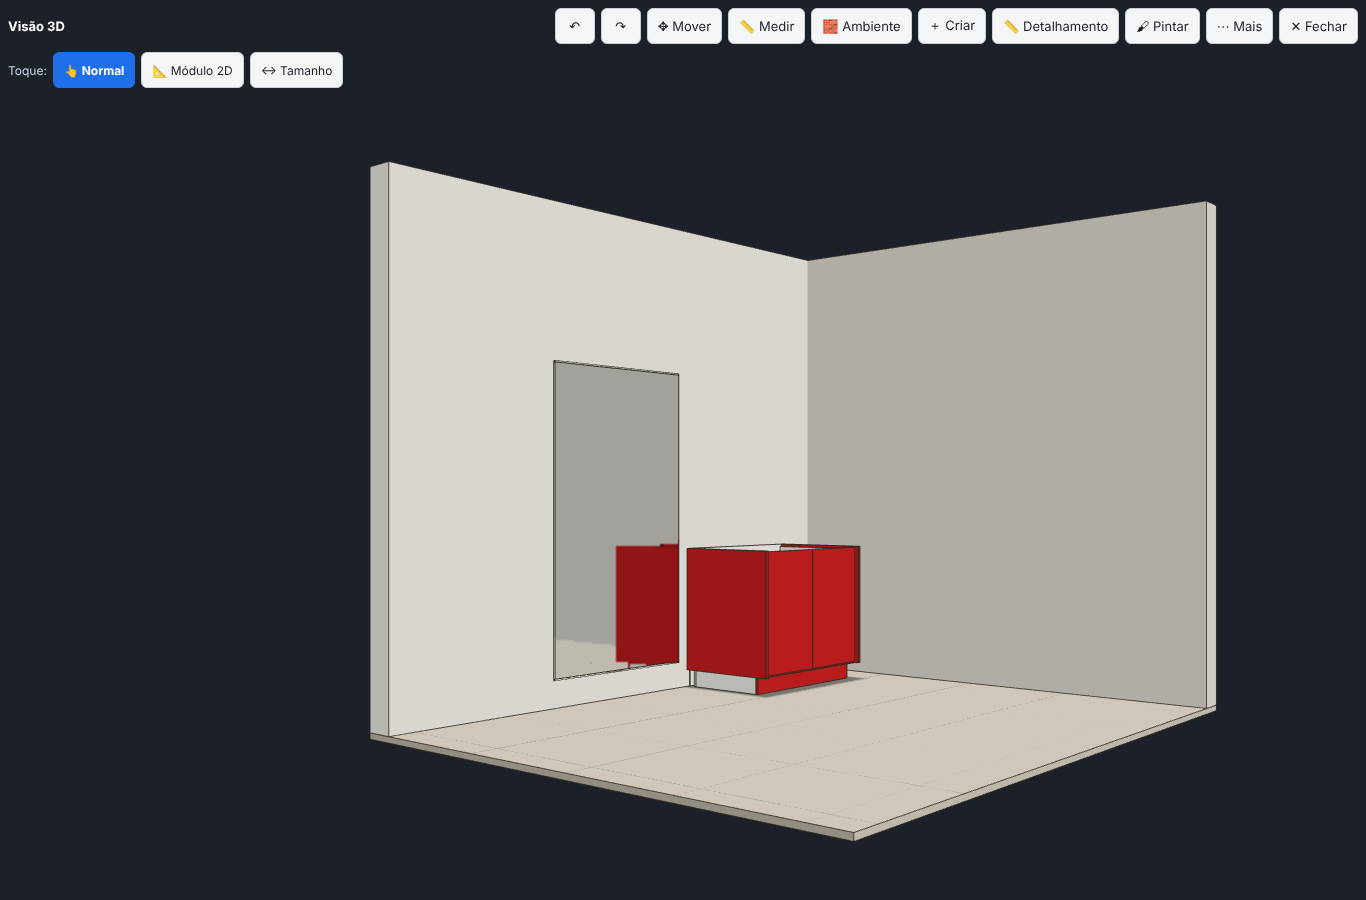 Visão 3D
↶ ↷ ✥ Mover 📏 Medir 🧱 Ambiente + Criar 📏 Detalhamento 🖌 Pintar ⋯ Mais ✕ Fechar
Toque: 👆 Normal 📐 Módulo 2D ↔ Tamanho